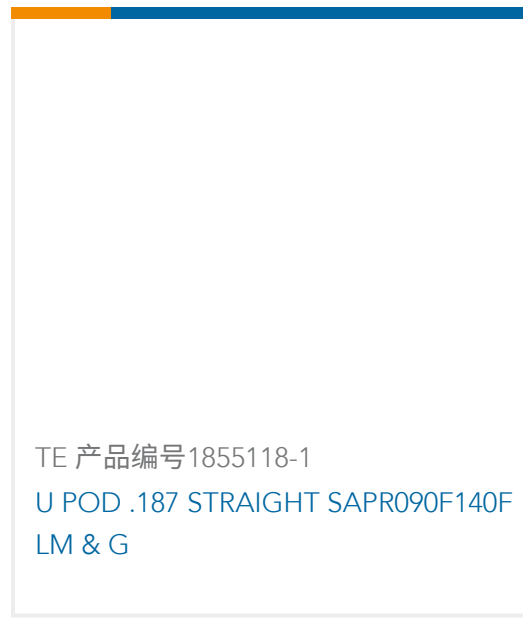 TE 产品编号1855118-1
U POD .187 STRAIGHT SAPR090F140F
LM & G